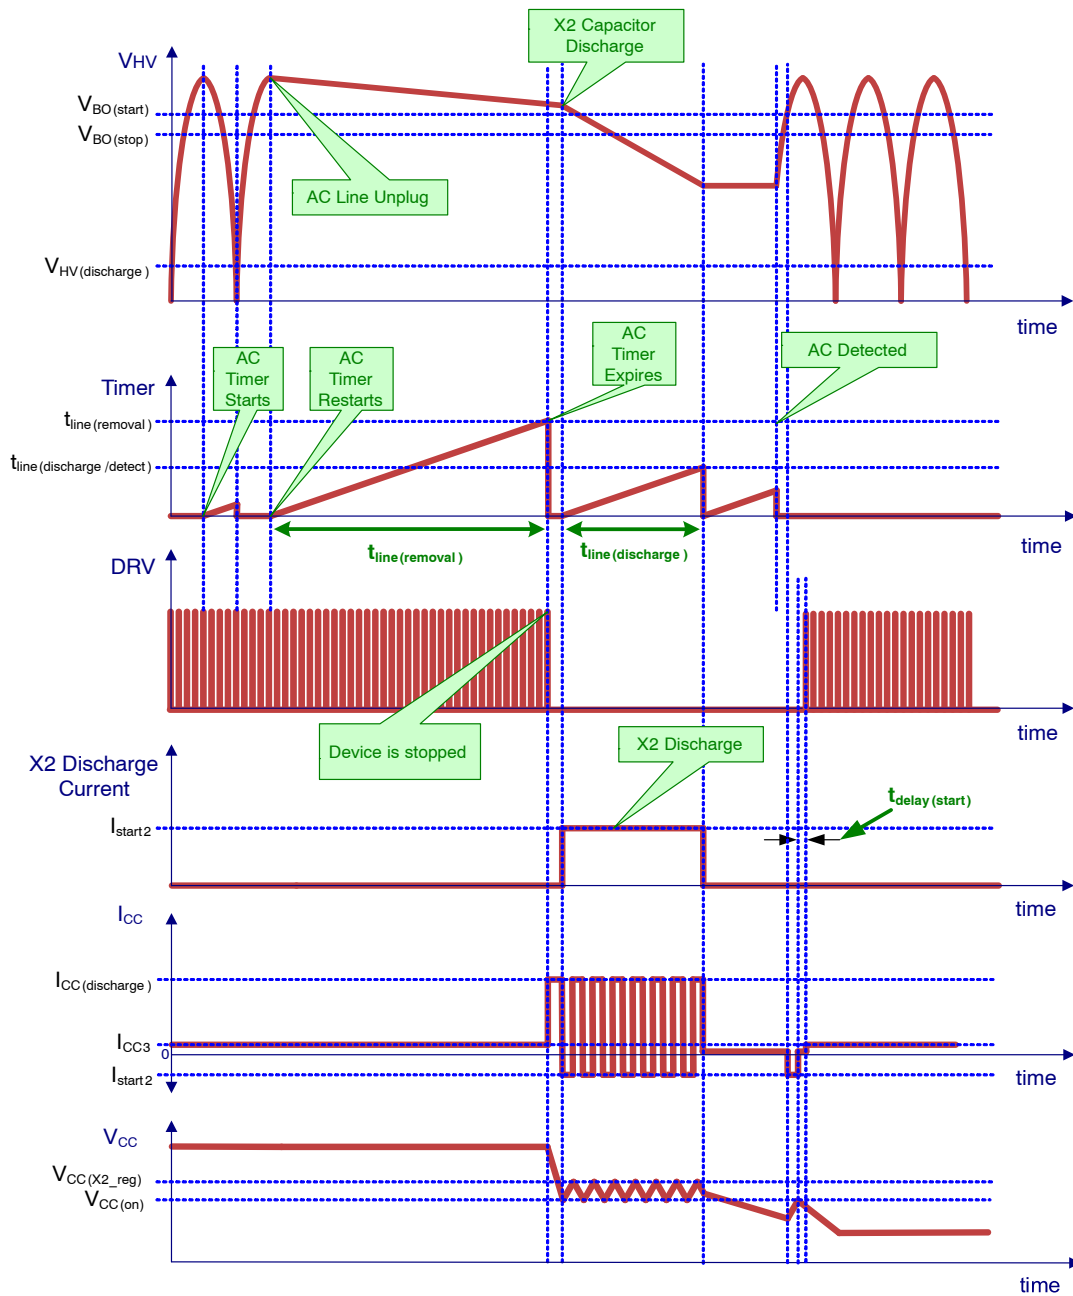 X2 Capacitor
Discharge
VHV
VBO(start)
VBO(stop)
AC Line Unplug
VHV(discharge)
time
AC
Timer
Starts
AC
Timer
Restarts
AC
Timer
Expires
AC Detected
Timer
tline(removal)
tline(discharge/detect)
tline(removal)
tline(discharge)
time
DRV
Device is stopped
time
X2 Discharge
X2 Discharge
Current
Istart2
tdelay(start)
time
ICC
ICC(discharge)
ICC3
0
Istart2
time
VCC
VCC(X2_reg)
VCC(on)
time